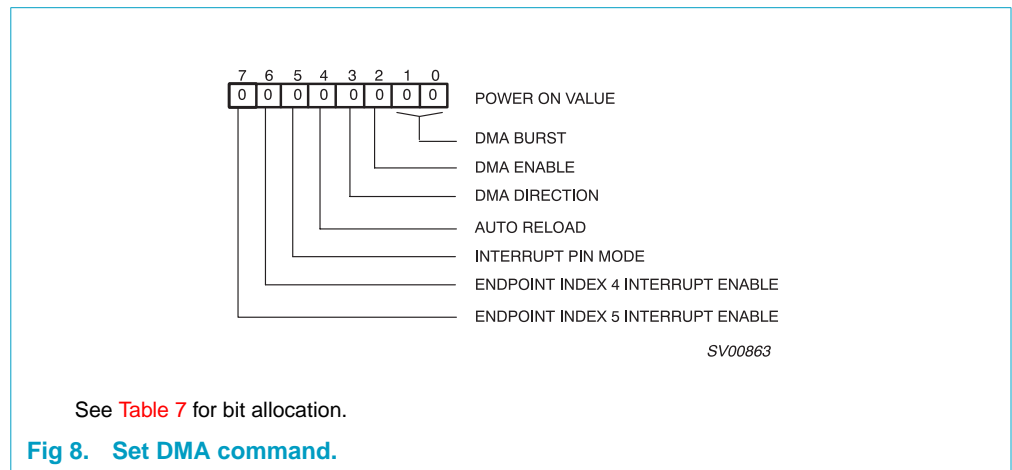 7 6 5 4 3 2 1 0
0 0 0 0 0 0 0 0 POWER ON VALUE
DMA BURST
DMA ENABLE
DMA DIRECTION
AUTO RELOAD
INTERRUPT PIN MODE
ENDPOINT INDEX 4 INTERRUPT ENABLE
ENDPOINT INDEX 5 INTERRUPT ENABLE
SV00863
See Table 7 for bit allocation.
Fig 8. Set DMA command.